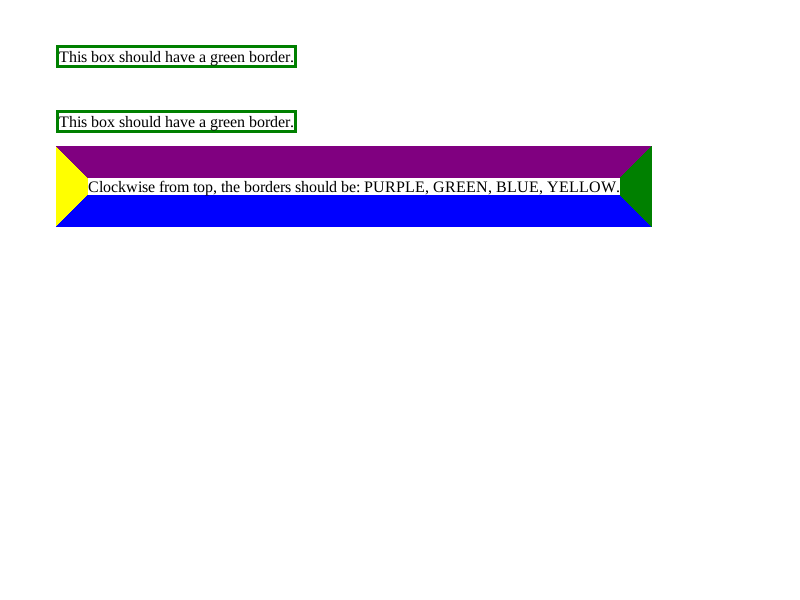 This box should have a green border.
This box should have a green border.
Clockwise from top, the borders should be: PURPLE, GREEN, BLUE, YELLOW.